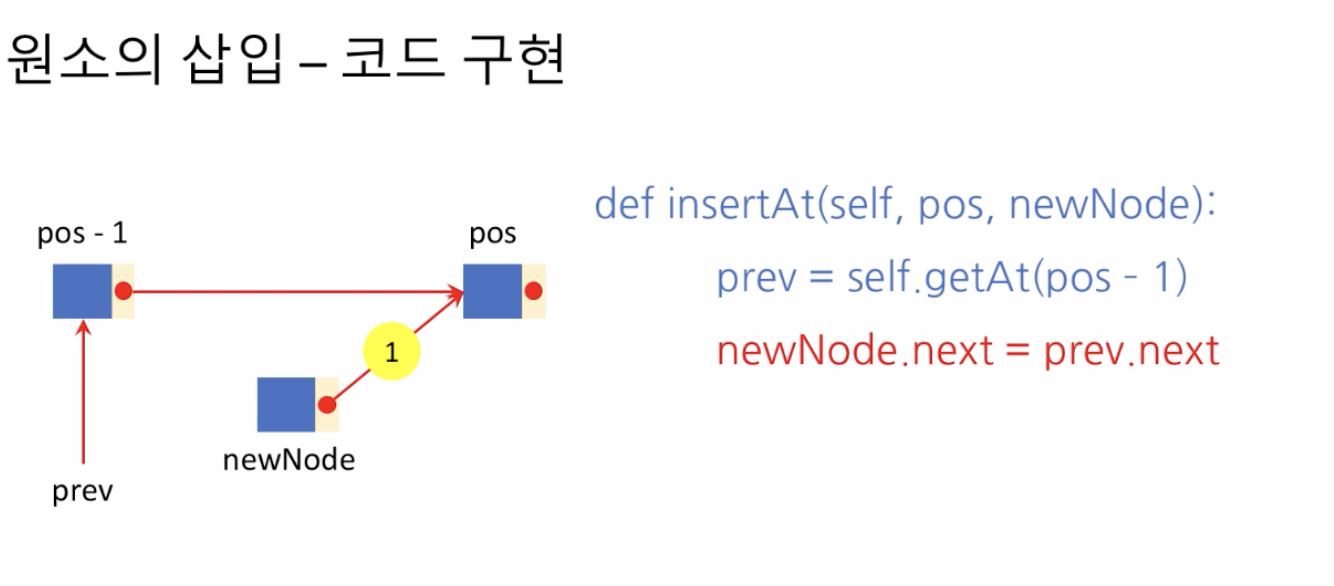 원소의 삽입 – 코드 구현
def insertAt(self, pos, newNode):
pos - 1
pos
prev = self.getAt(pos - 1)
1
newNode.next = prev.next
newNode
prev